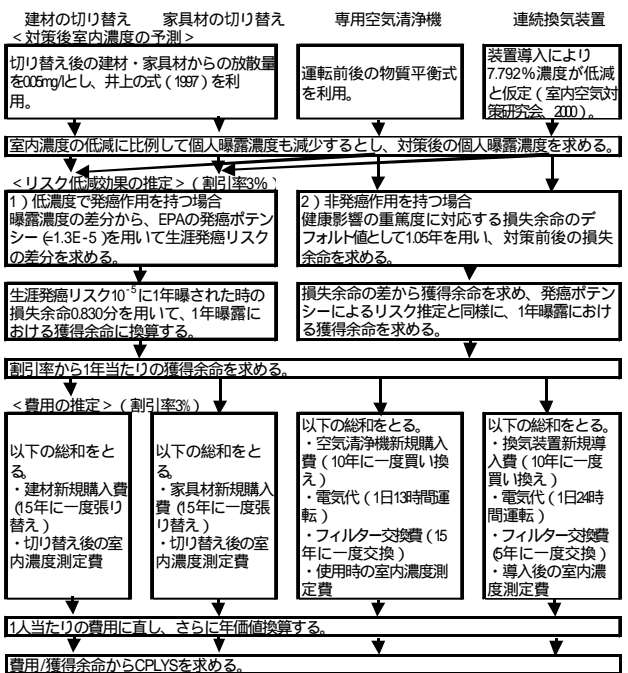 建材の切り替え 家具材の切り替え 専用空気清浄機 連続換気装置
<対策後室内濃度の予測>
切り替え後の建材・家具材からの放散量
を0.05mg/lとし、井上の式(1997)を利
用。
運転前後の物質平衡式
を利用。
装置導入により
7.792%濃度が低減
と仮定(室内空気対
策研究会、2000)。
室内濃度の低減に比例して個人曝露濃度も減少するとし、対策後の個人曝露濃度を求める。
<リスク低減効果の推定>(割引率3%)
1)低濃度で発癌作用を持つ場合
曝露濃度の差分から、EPAの発癌ポテン
シー(=1.3E-5)を用いて生涯発癌リスク
の差分を求める。
2)非発癌作用を持つ場合
健康影響の重篤度に対応する損失余命のデ
フォルト値として1.05年を用い、対策前後の損失
余命を求める。
生涯発癌リスク10⁻⁵に1年曝された時の
損失余命0.830分を用いて、1年曝露に
おける獲得余命に換算する。
損失余命の差から獲得余命を求め、発癌ポテン
シーによるリスク推定と同様に、1年曝露におけ
る獲得余命を求める。
割引率から1年当たりの獲得余命を求める。
<費用の推定>(割引率3%)
以下の総和をと
る。
・建材新規購入費
(15年に一度張り
替え)
・切り替え後の室
内濃度測定費
以下の総和をと
る。
・家具材新規購入
費(15年に一度張
り替え)
・切り替え後の室
内濃度測定費
以下の総和をとる。
・空気清浄機新規購入
費(10年に一度買い換
え)
・電気代(1日13時間運
転)
・フィルター交換費(15
年に一度交換)
・使用時の室内濃度測
定費
以下の総和をとる。
・換気装置新規導
入費(10年に一度
買い換え)
・電気代(1日24時
間運転)
・フィルター交換費
(5年に一度交換)
・導入後の室内濃
度測定費
1人当たりの費用に直し、さらに年価値換算する。
費用/獲得余命からCPLYSを求める。